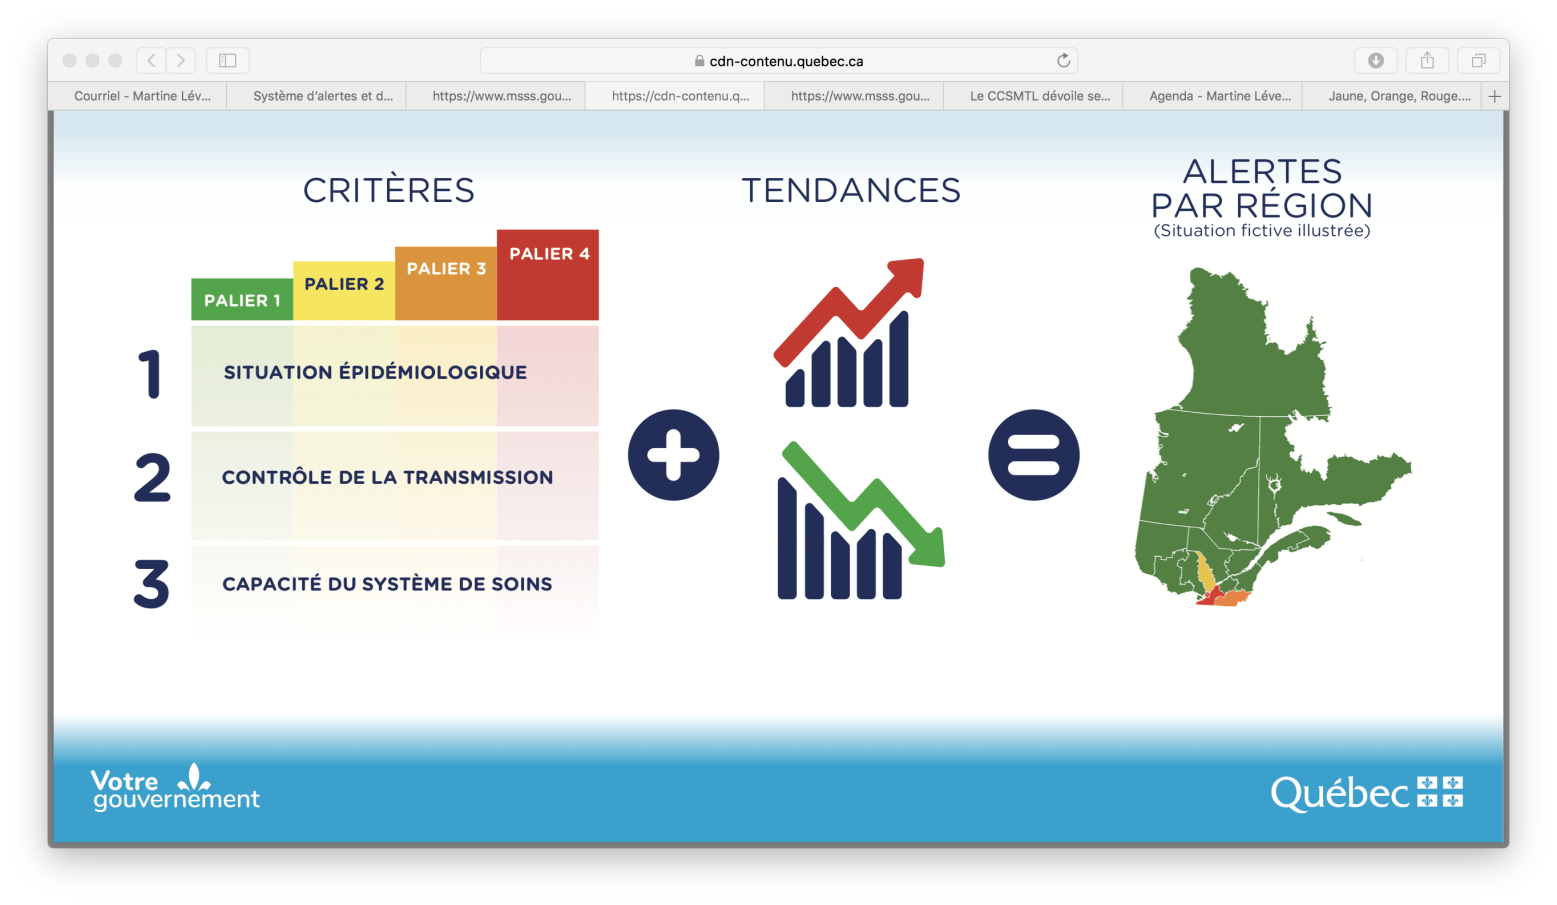 cdn-contenu.quebec.ca
Courriel - Martine Lév...
Système d'alertes et d...
https://www.msss.gou...
https://cdn-contenu.q...
https://www.msss.gou...
Le CCSMTL dévoile se...
Agenda - Martine Léve...
Jaune, Orange, Rouge....
CRITÈRES
PALIER 1
PALIER 2
PALIER 3
PALIER 4
1
SITUATION ÉPIDÉMIOLOGIQUE
2
CONTRÔLE DE LA TRANSMISSION
3
CAPACITÉ DU SYSTÈME DE SOINS
TENDANCES
ALERTES
PAR RÉGION
(Situation fictive illustrée)
Votre
gouvernement
Québec